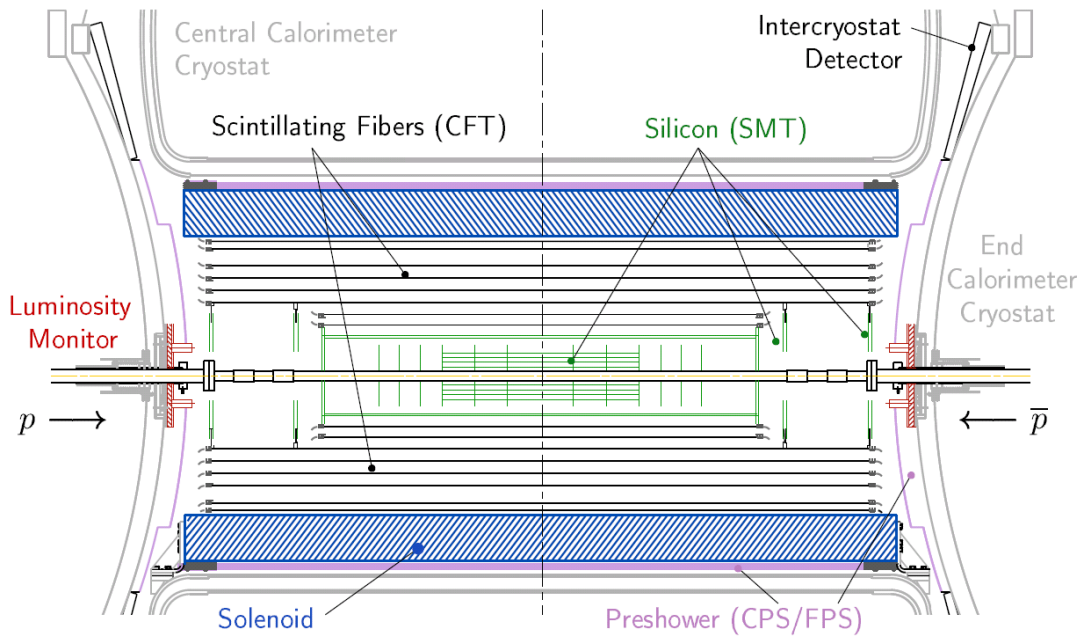 Central Calorimeter
Cryostat
Intercryostat
Detector
Scintillating Fibers (CFT)
Silicon (SMT)
End
Calorimeter
Cryostat
Luminosity
Monitor
p
p̅
Solenoid
Preshower (CPS/FPS)